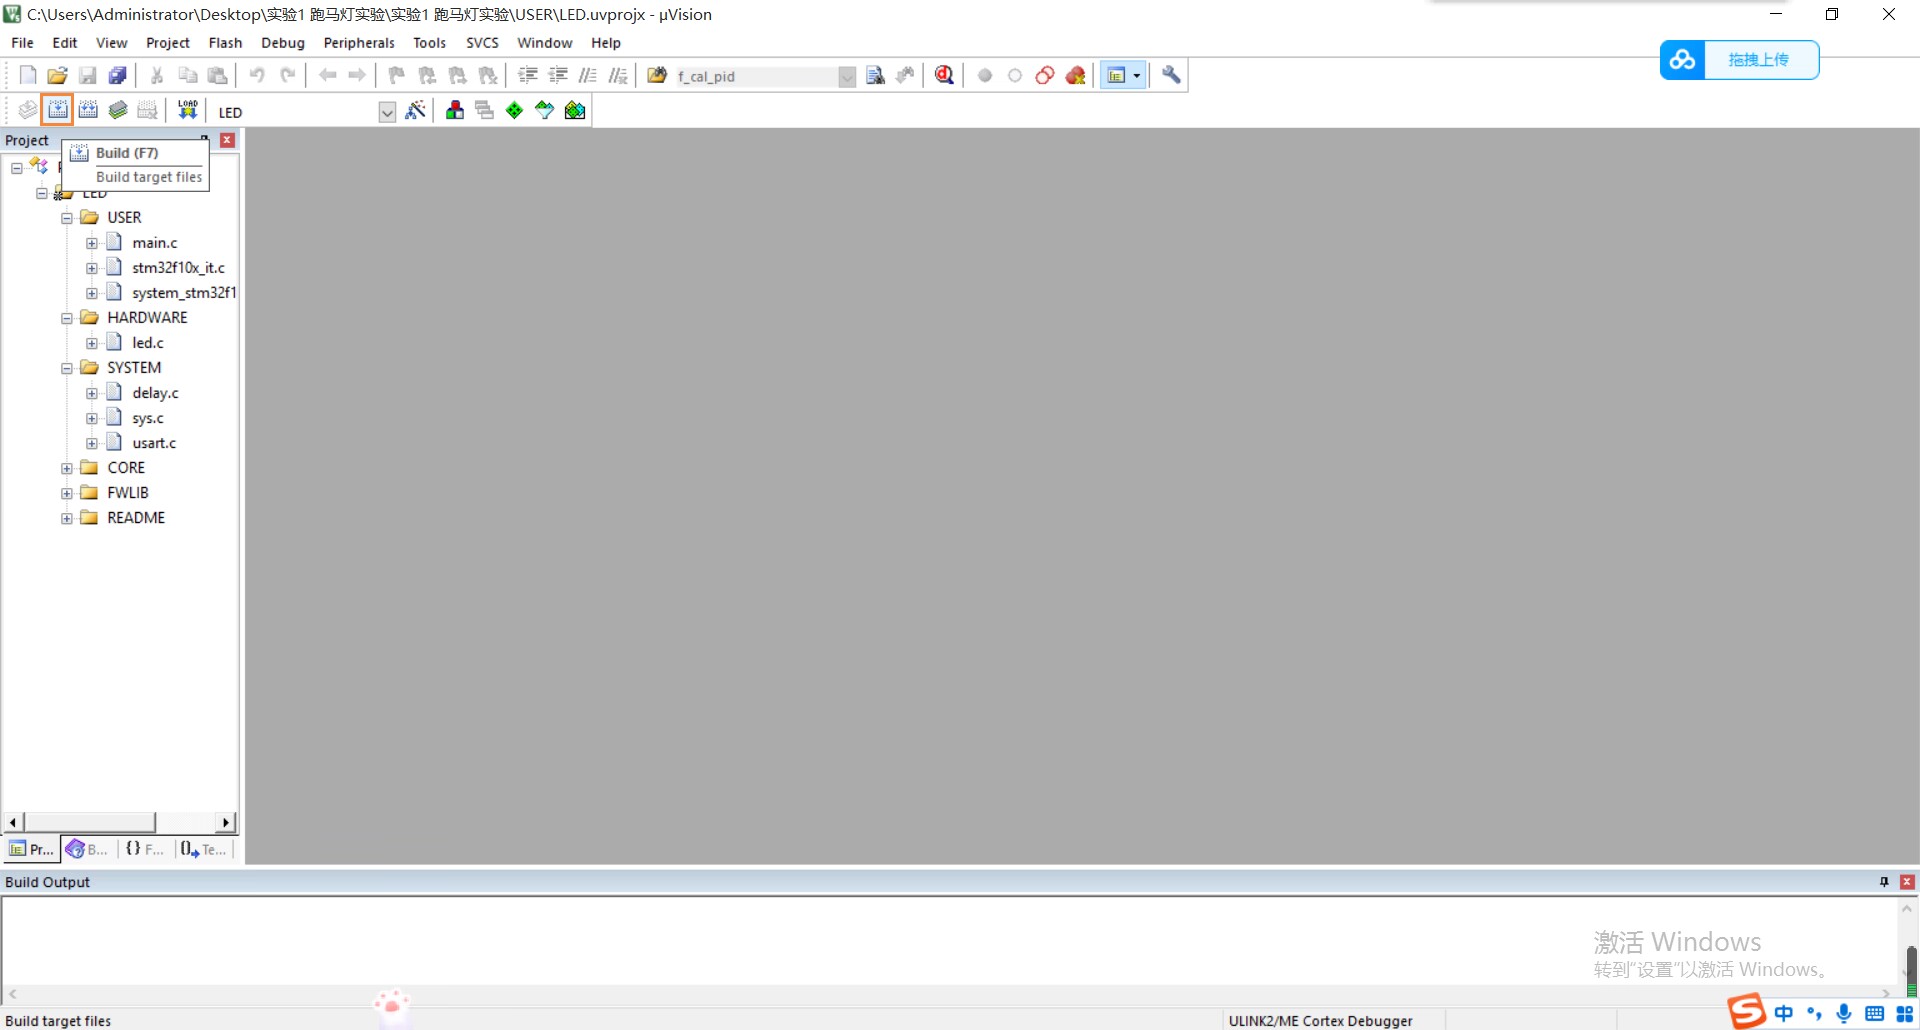 C:\Users\Administrator\Desktop\实验1 跑马灯实验\实验1 跑马灯实验\USER\LED.uvprojx - µVision
File Edit View Project Flash Debug Peripherals Tools SVCS Window Help
拖拽上传
f_cal_pid
LOAD
LED
Project
Build (F7)
Build target files
LED
USER
main.c
stm32f10x_it.c
system_stm32f1
HARDWARE
led.c
SYSTEM
delay.c
sys.c
usart.c
CORE
FWLIB
README
Pr... B... {} F... Te...
Build Output
激活 Windows
转到“设置”以激活 Windows。
Build target files
ULINK2/ME Cortex Debugger
中